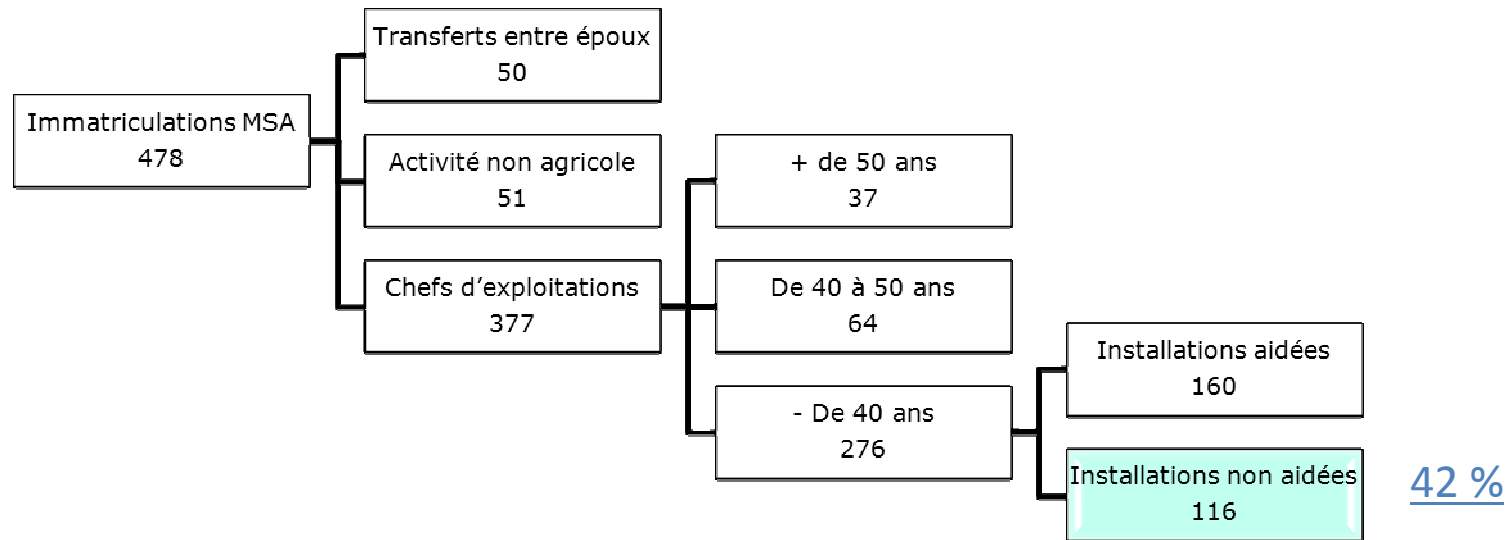 Transferts entre époux
50
Immatriculations MSA
478
Activité non agricole
51
+ de 50 ans
37
Chefs d’exploitations
377
De 40 à 50 ans
64
Installations aidées
160
- De 40 ans
276
Installations non aidées
116
42 %